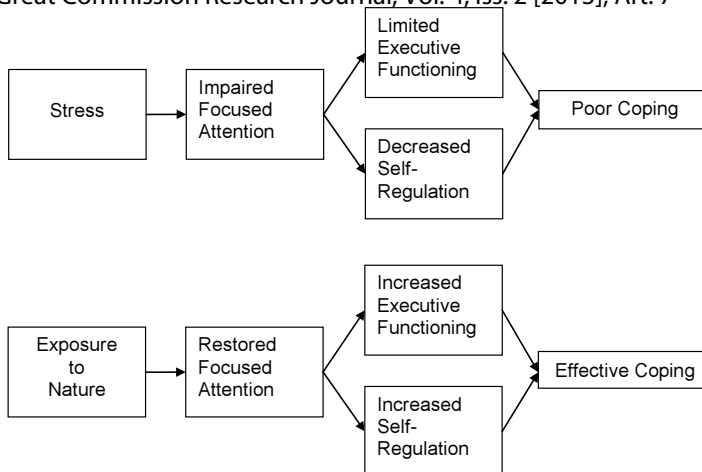 Great Commission Research Journal, Vol. 4, Iss. 2 [2013], Art. 7
Stress
Impaired
Focused
Attention
Limited
Executive
Functioning
Decreased
Self-
Regulation
Poor Coping
Exposure
to
Nature
Restored
Focused
Attention
Increased
Executive
Functioning
Increased
Self-
Regulation
Effective Coping